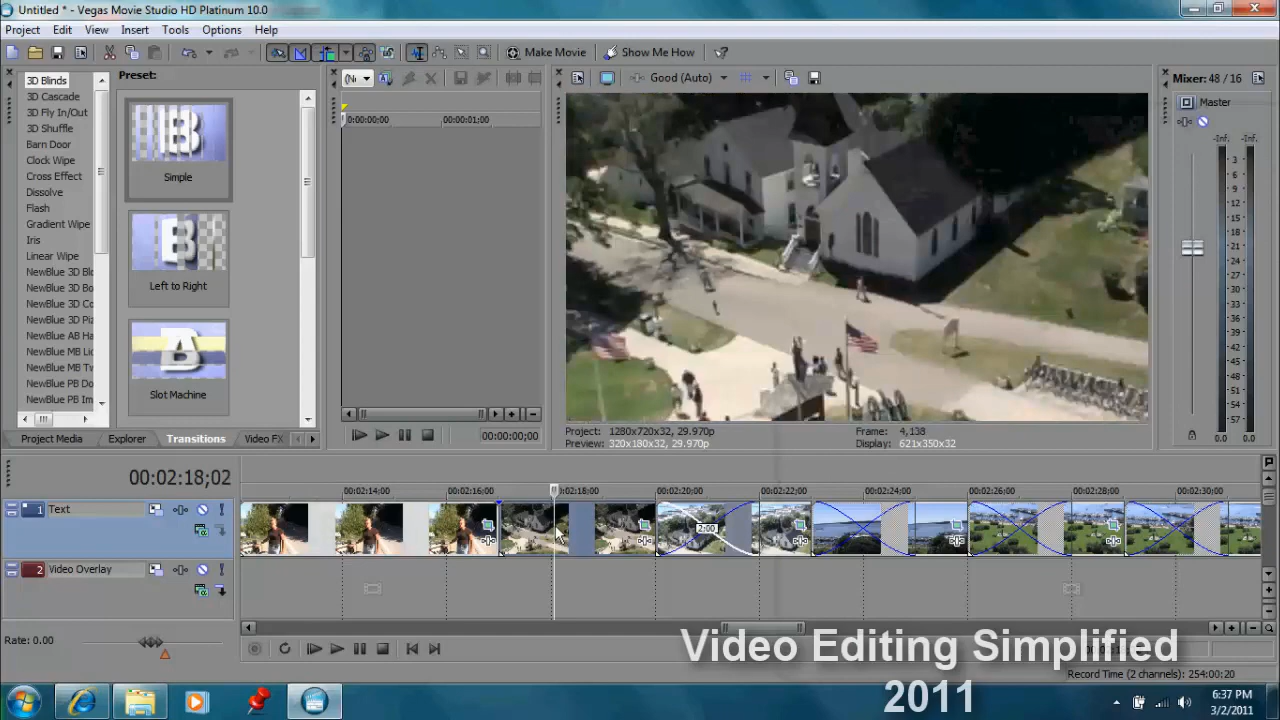 Untitled * - Vegas Movie Studio HD Platinum 10.0
Project Edit View Insert Tools Options Help
Make Movie Show Me How
3D Blinds
3D Cascade
3D Fly In/Out
3D Shuffle
Barn Door
Clock Wipe
Cross Effect
Dissolve
Flash
Gradient Wipe
Iris
Linear Wipe
NewBlue 3D Blo
NewBlue 3D Bo
NewBlue 3D Co
NewBlue 3D Piz
NewBlue AB Ha
NewBlue MB Lic
NewBlue MB Tw
NewBlue PB Do
NewBlue PB Im
Preset:
Simple
Left to Right
Slot Machine
Project Media Explorer Transitions Video FX
0:00:00;00 00:00:01;00
00:00:00;00
Good (Auto)
Project: 1280x720x32, 29.970p
Preview: 320x180x32, 29.970p
Frame: 4,138
Display: 621x350x32
Mixer: 48 / 16
Master
-Inf. -Inf.
3
6
9
12
15
18
21
24
27
30
33
36
39
42
45
48
51
54
57
0.0 0.0
00:02:18;02
00:02:14;00 00:02:16;00 0:02:18;00 00:02:20;00 00:02:22;00 00:02:24;00 00:02:26;00 00:02:28;00 00:02:30;00
1 Text
2:00
2 Video Overlay
Rate: 0.00
Video Editing Simplified
2011
Record Time (2 channels): 254:00:20
6:37 PM
3/2/2011